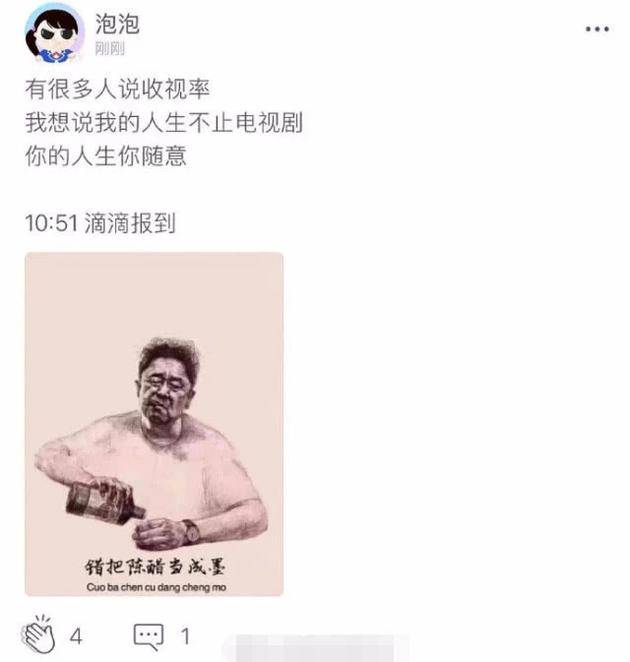 泡泡
刚刚
有很多人说收视率
我想说我的人生不止电视剧
你的人生你随意
10:51 滴滴报到
错把陈醋当成墨
Cuo ba chen cu dang cheng mo
4
1